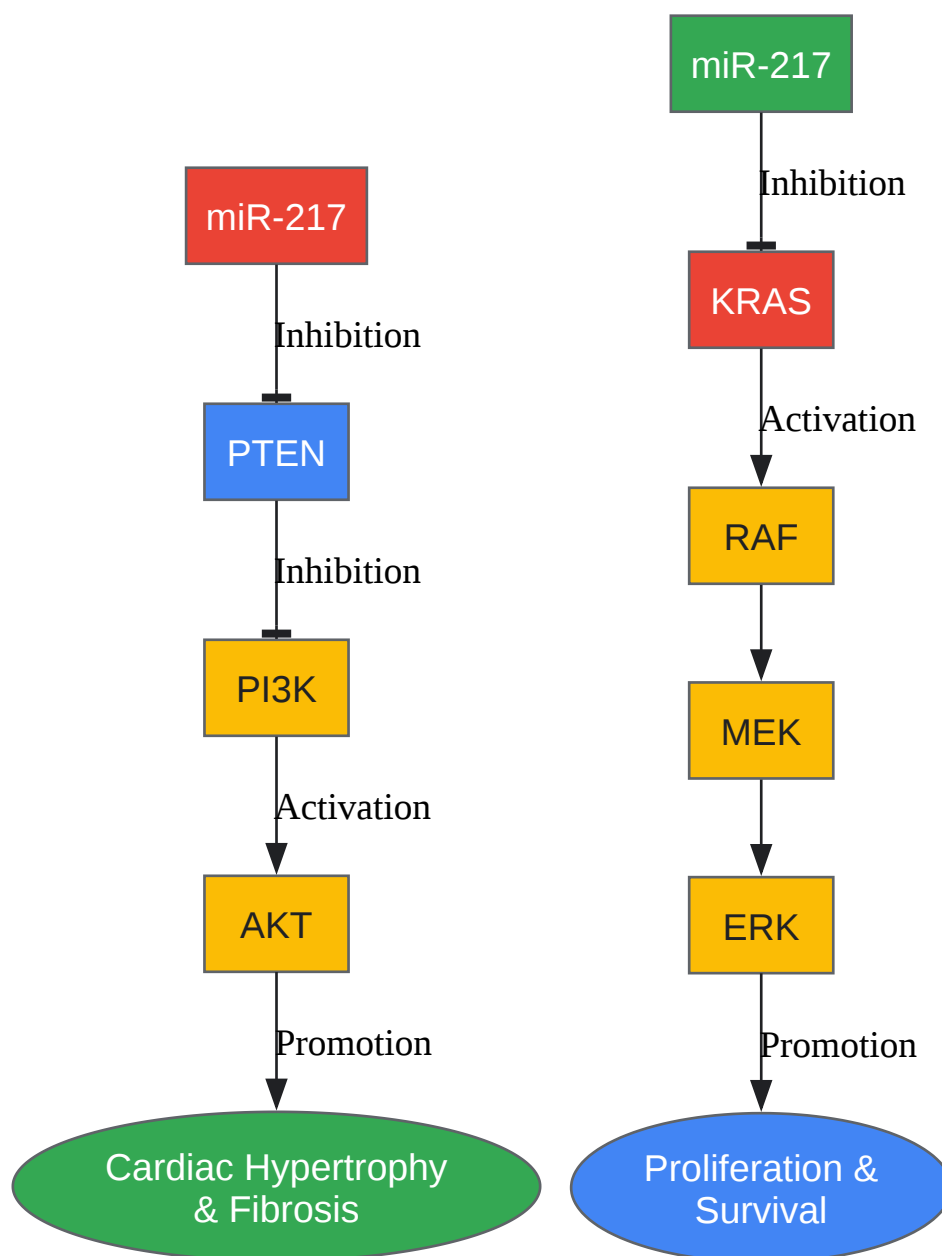 miR-217
Inhibition
PTEN
Inhibition
PI3K
Activation
AKT
Promotion
Cardiac Hypertrophy
& Fibrosis
miR-217
Inhibition
KRAS
Activation
RAF
MEK
ERK
Promotion
Proliferation &
Survival